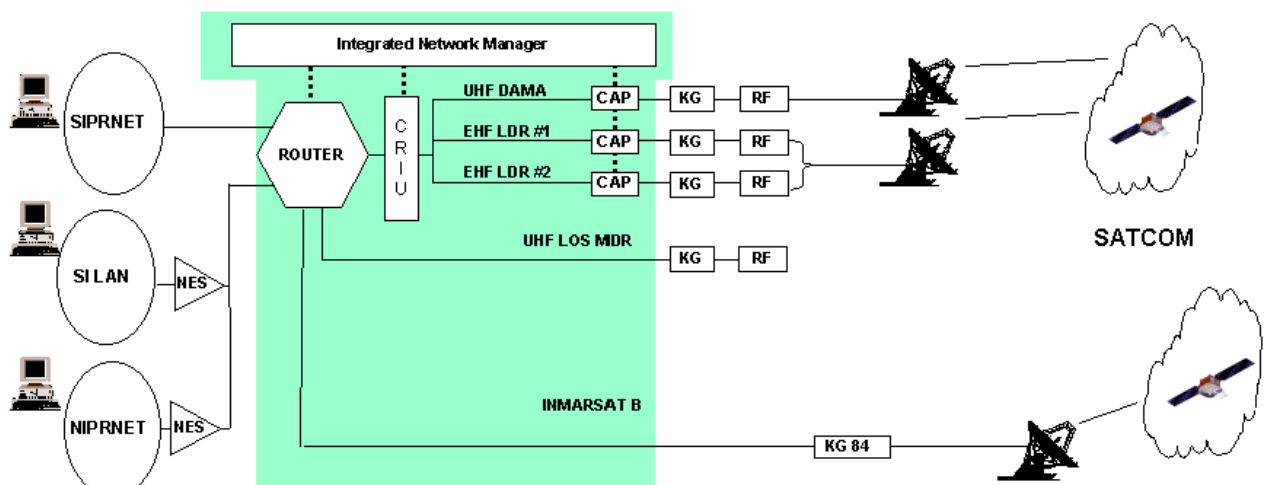 Integrated Network Manager
UHF DAMA
CAP
KG
RF
SIPRNET
EHF LDR #1
CAP
KG
RF
ROUTER
CRIU
EHF LDR #2
CAP
KG
RF
SATCOM
UHF LOS MDR
KG
RF
SI LAN
NES
INMARSAT B
NIPRNET
NES
KG 84